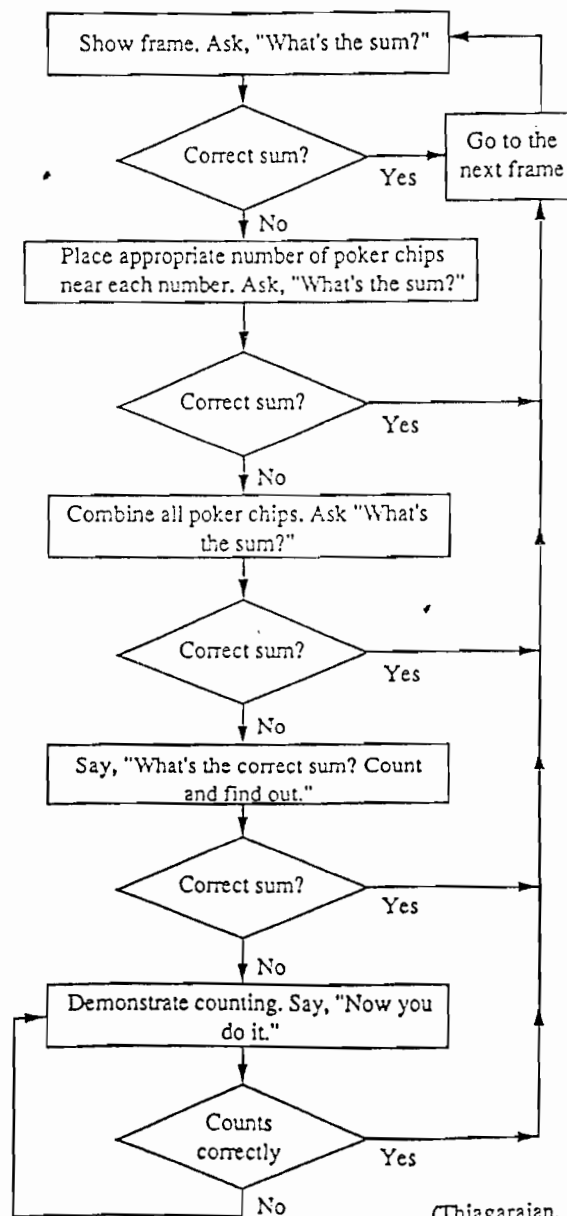 Show frame. Ask, "What's the sum?"
Correct sum?
Yes
Go to the
next frame
No
Place appropriate number of poker chips
near each number. Ask, "What's the sum?"
Correct sum?
Yes
No
Combine all poker chips. Ask "What's
the sum?"
Correct sum?
Yes
No
Say, "What's the correct sum? Count
and find out."
Correct sum?
Yes
No
Demonstrate counting. Say, "Now you
do it."
Counts
correctly
Yes
No
(Thiagarajan